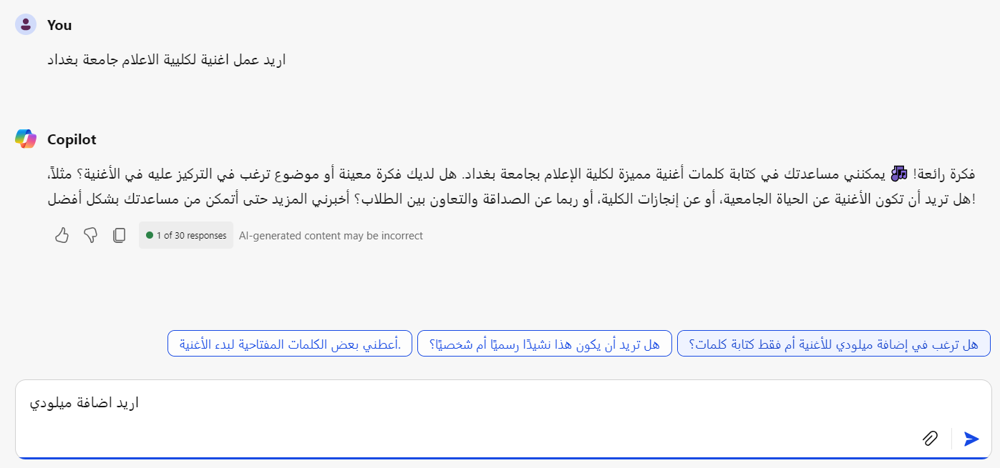 You
اريد عمل اغنية لكليية الاعلام جامعة بغداد
Copilot
فكرة رائعة! 🎶 يمكنني مساعدتك في كتابة كلمات أغنية مميزة لكلية الإعلام بجامعة بغداد. هل لديك فكرة معينة أو موضوع ترغب في التركيز عليه في الأغنية؟ مثلاً،
هل تريد أن تكون الأغنية عن الحياة الجامعية، أو عن إنجازات الكلية، أو ربما عن الصداقة والتعاون بين الطلاب؟ أخبرني المزيد حتى أتمكن من مساعدتك بشكل أفضل!
1 of 30 responses AI-generated content may be incorrect
هل ترغب في إضافة ميلودي للأغنية أم فقط كتابة كلمات؟
هل تريد أن يكون هذا نشيدًا رسميًا أم شخصيًا؟
أعطني بعض الكلمات المفتاحية لبدء الأغنية.
اريد اضافة ميلودي